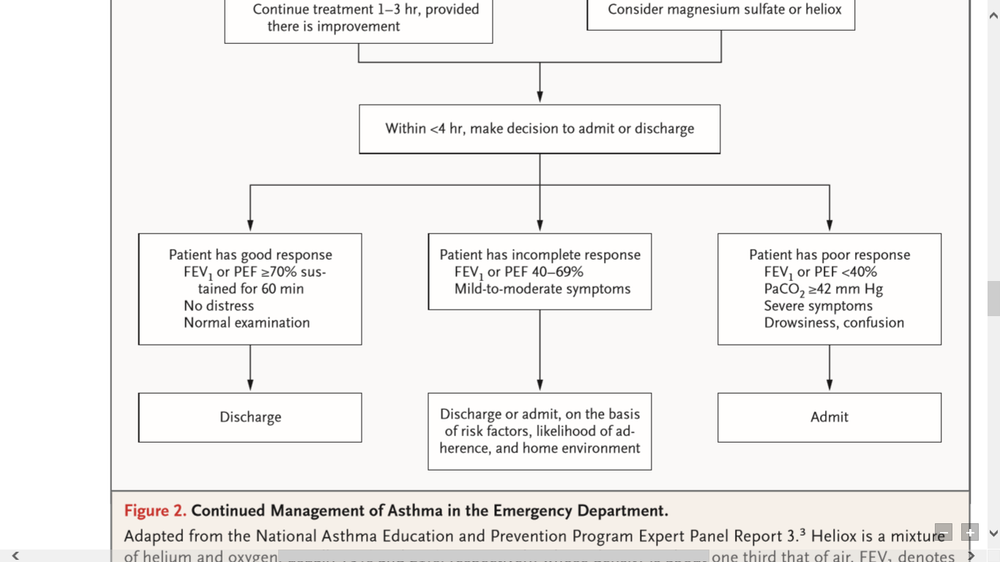 Continue treatment 1–3 hr, provided
there is improvement
Consider magnesium sulfate or heliox
Within <4 hr, make decision to admit or discharge
Patient has good response
FEV1 or PEF ≥70% sus-
tained for 60 min
No distress
Normal examination
Patient has incomplete response
FEV1 or PEF 40–69%
Mild-to-moderate symptoms
Patient has poor response
FEV1 or PEF <40%
PaCO2 ≥42 mm Hg
Severe symptoms
Drowsiness, confusion
Discharge
Discharge or admit, on the basis
of risk factors, likelihood of ad-
herence, and home environment
Admit
Figure 2. Continued Management of Asthma in the Emergency Department.
Adapted from the National Asthma Education and Prevention Program Expert Panel Report 3.3 Heliox is a mixture
of helium and oxygen one third that of air. FEV1 denotes